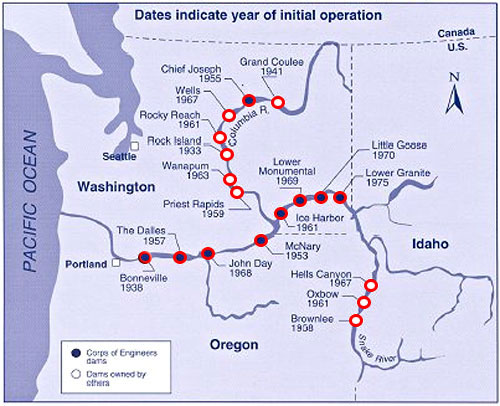 Dates indicate year of initial operation
Canada
U.S.
Grand Coulee
1941
Chief Joseph
1955
Wells
1967
N
Rocky Reach
1961
Columbia R.
Little Goose
1970
Rock Island
1933
Seattle
Lower
Monumental
1969
Lower Granite
1975
Wanapum
1963
Washington
Priest Rapids
1959
Ice Harbor
1961
PACIFIC OCEAN
The Dalles
1957
McNary
1953
Idaho
Portland
John Day
1968
Bonneville
1938
Hells Canyon
1967
Oxbow
1961
Brownlee
1958
Oregon
Snake River
Corps of Engineers
dams
Dams owned by
others